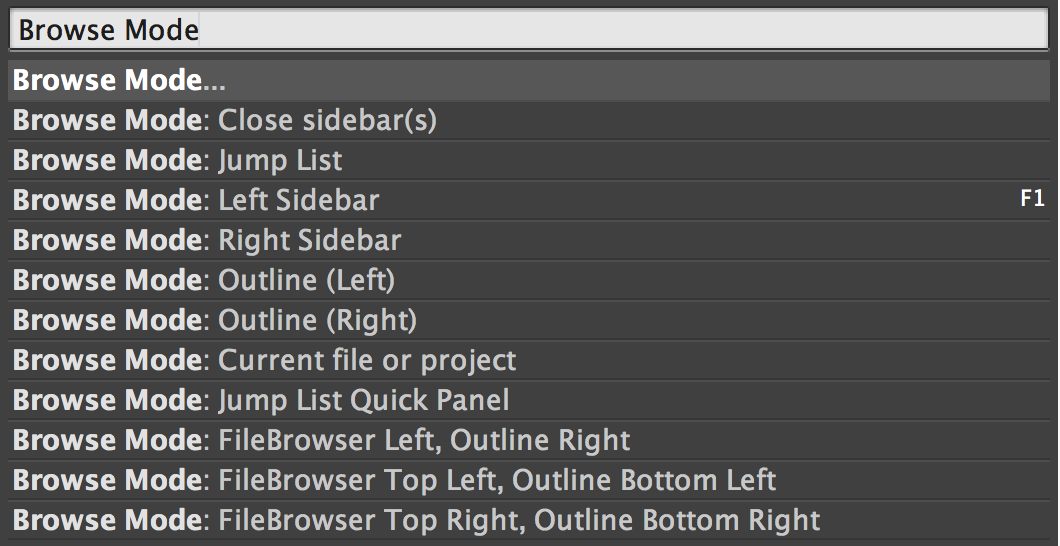 Browse Mode
Browse Mode...
Browse Mode: Close sidebar(s)
Browse Mode: Jump List
Browse Mode: Left Sidebar F1
Browse Mode: Right Sidebar
Browse Mode: Outline (Left)
Browse Mode: Outline (Right)
Browse Mode: Current file or project
Browse Mode: Jump List Quick Panel
Browse Mode: FileBrowser Left, Outline Right
Browse Mode: FileBrowser Top Left, Outline Bottom Left
Browse Mode: FileBrowser Top Right, Outline Bottom Right